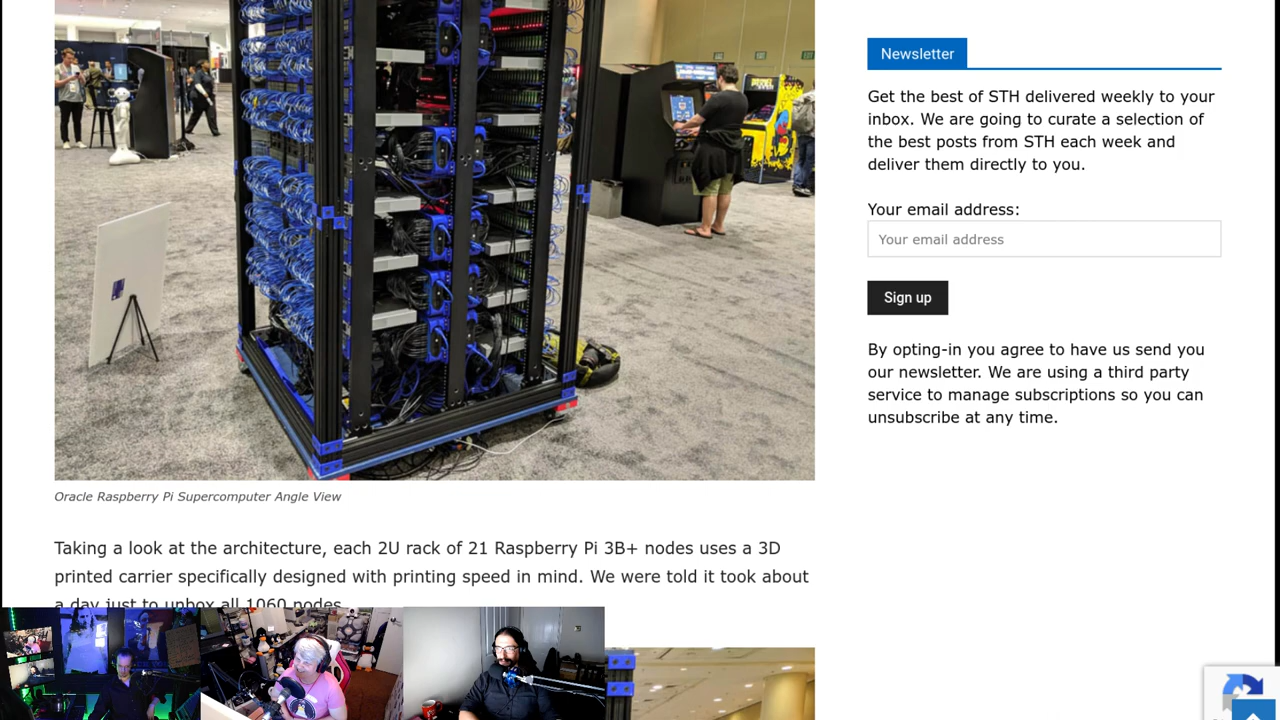 Oracle Raspberry Pi Supercomputer Angle View
Taking a look at the architecture, each 2U rack of 21 Raspberry Pi 3B+ nodes uses a 3D
printed carrier specifically designed with printing speed in mind. We were told it took about
a day just to unbox all 1060 nodes.
Newsletter
Get the best of STH delivered weekly to your
inbox. We are going to curate a selection of
the best posts from STH each week and
deliver them directly to you.
Your email address:
Your email address
Sign up
By opting-in you agree to have us send you
our newsletter. We are using a third party
service to manage subscriptions so you can
unsubscribe at any time.